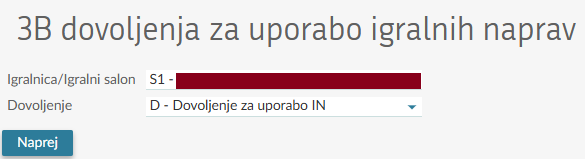 3B dovoljenja za uporabo igralnih naprav
Igralnica/Igralni salon S1 -
Dovoljenje D - Dovoljenje za uporabo IN
Naprej